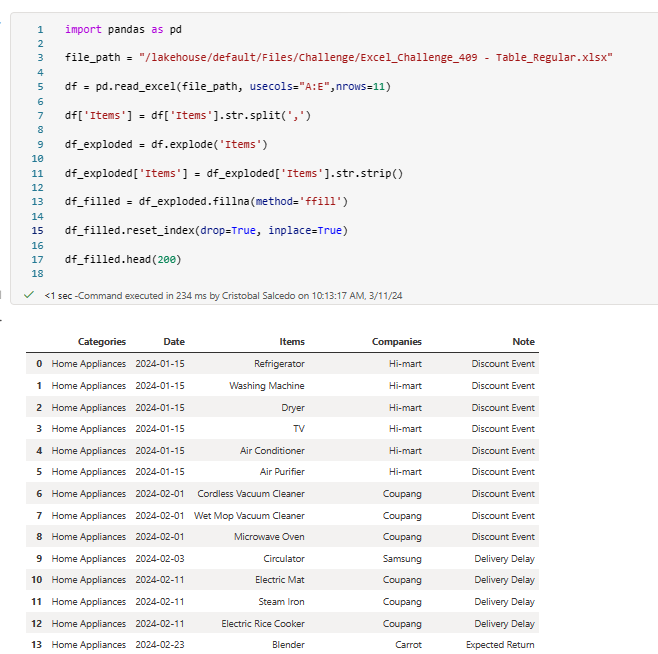 1 import pandas as pd
2
3 file_path = "/lakehouse/default/Files/Challenge/Excel_Challenge_409 - Table_Regular.xlsx"
4
5 df = pd.read_excel(file_path, usecols="A:E",nrows=11)
6
7 df['Items'] = df['Items'].str.split(',')
8
9 df_exploded = df.explode('Items')
10
11 df_exploded['Items'] = df_exploded['Items'].str.strip()
12
13 df_filled = df_exploded.fillna(method='ffill')
14
15 df_filled.reset_index(drop=True, inplace=True)
16
17 df_filled.head(200)
18
<1 sec -Command executed in 234 ms by Cristobal Salcedo on 10:13:17 AM, 3/11/24
Categories Date Items Companies Note
0 Home Appliances 2024-01-15 Refrigerator Hi-mart Discount Event
1 Home Appliances 2024-01-15 Washing Machine Hi-mart Discount Event
2 Home Appliances 2024-01-15 Dryer Hi-mart Discount Event
3 Home Appliances 2024-01-15 TV Hi-mart Discount Event
4 Home Appliances 2024-01-15 Air Conditioner Hi-mart Discount Event
5 Home Appliances 2024-01-15 Air Purifier Hi-mart Discount Event
6 Home Appliances 2024-02-01 Cordless Vacuum Cleaner Coupang Discount Event
7 Home Appliances 2024-02-01 Wet Mop Vacuum Cleaner Coupang Discount Event
8 Home Appliances 2024-02-01 Microwave Oven Coupang Discount Event
9 Home Appliances 2024-02-03 Circulator Samsung Delivery Delay
10 Home Appliances 2024-02-11 Electric Mat Coupang Delivery Delay
11 Home Appliances 2024-02-11 Steam Iron Coupang Delivery Delay
12 Home Appliances 2024-02-11 Electric Rice Cooker Coupang Delivery Delay
13 Home Appliances 2024-02-23 Blender Carrot Expected Return